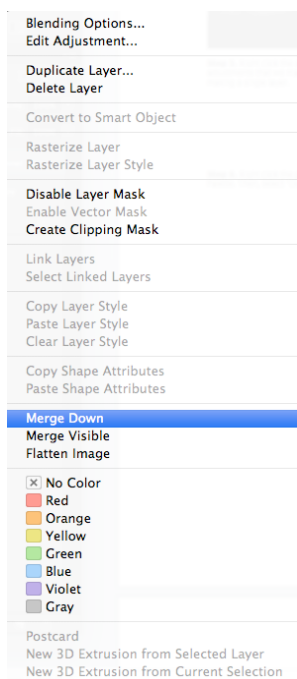 Blending Options...
Edit Adjustment...
Duplicate Layer...
Delete Layer
Convert to Smart Object
Rasterize Layer
Rasterize Layer Style
Disable Layer Mask
Enable Vector Mask
Create Clipping Mask
Link Layers
Select Linked Layers
Copy Layer Style
Paste Layer Style
Clear Layer Style
Copy Shape Attributes
Paste Shape Attributes
Merge Down
Merge Visible
Flatten Image
No Color
Red
Orange
Yellow
Green
Blue
Violet
Gray
Postcard
New 3D Extrusion from Selected Layer
New 3D Extrusion from Current Selection